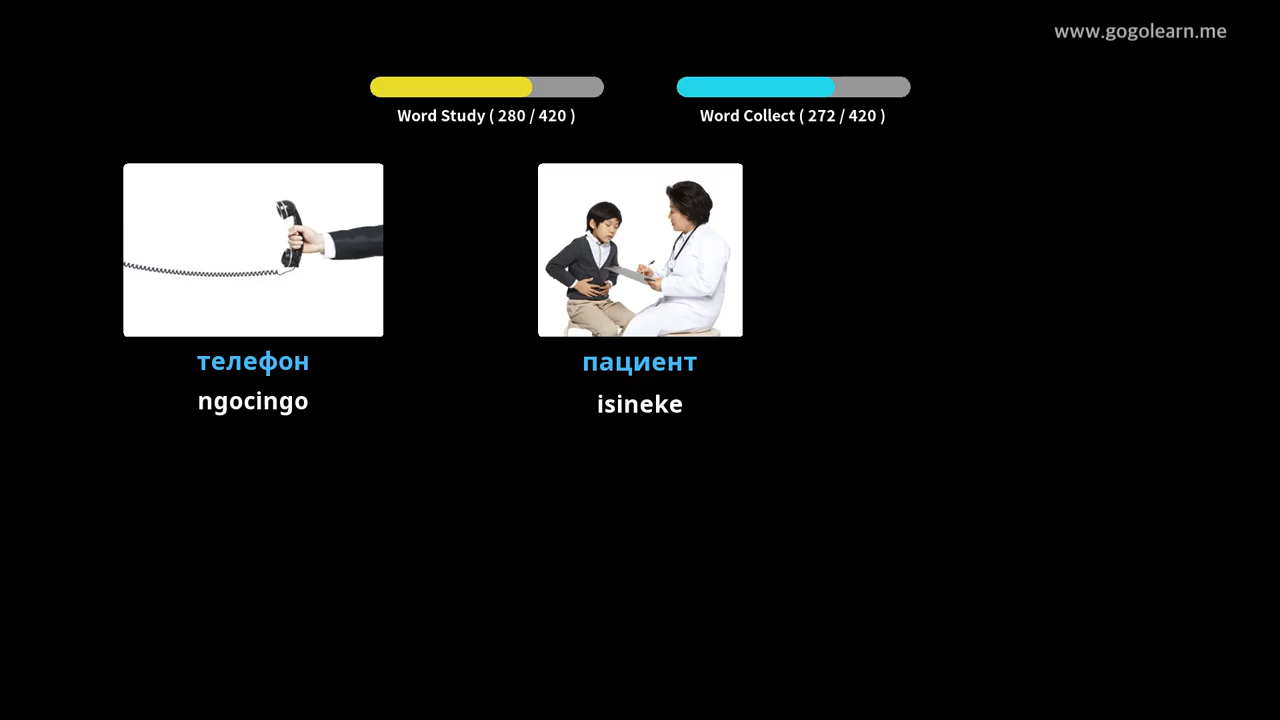 www.gogolearn.me
Word Study ( 280 / 420 )
Word Collect ( 272 / 420 )
телефон
ngocingo
пациент
isineke